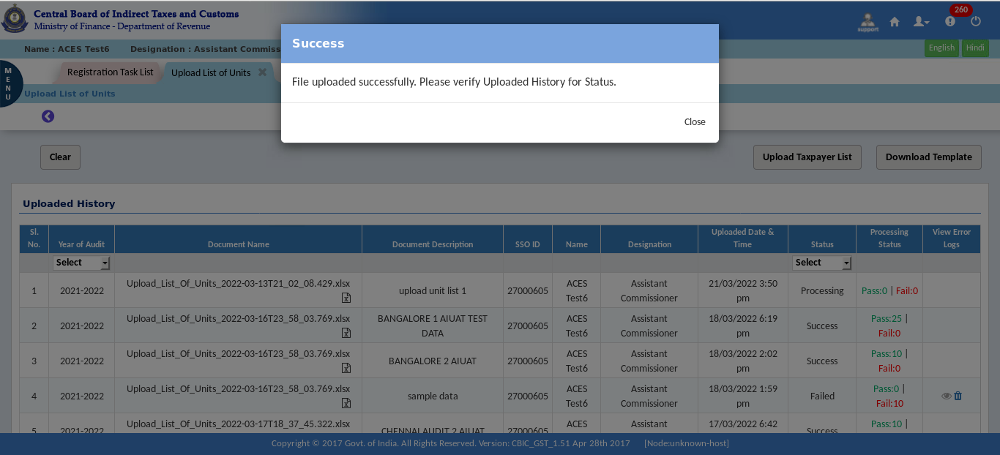 Central Board of Indirect Taxes and Customs
Ministry of Finance - Department of Revenue
support
260
Name : ACES Test6 Designation : Assistant Commiss
English Hindi
MENU
Registration Task List Upload List of Units
Upload List of Units
Success
File uploaded successfully. Please verify Uploaded History for Status.
Close
Clear Upload Taxpayer List Download Template
Uploaded History
Sl. No. Year of Audit Document Name Document Description SSO ID Name Designation Uploaded Date & Time Status Processing Status View Error Logs
Select Select
1 2021-2022 Upload_List_Of_Units_2022-03-13T21_02_08.429.xlsx upload unit list 1 27000605 ACES Test6 Assistant Commissioner 21/03/2022 3:50 pm Processing Pass:0 | Fail:0
2 2021-2022 Upload_List_Of_Units_2022-03-16T23_58_03.769.xlsx BANGALORE 1 AIUAT TEST DATA 27000605 ACES Test6 Assistant Commissioner 18/03/2022 6:19 pm Success Pass:25 | Fail:0
3 2021-2022 Upload_List_Of_Units_2022-03-16T23_58_03.769.xlsx BANGALORE 2 AIUAT 27000605 ACES Test6 Assistant Commissioner 18/03/2022 2:02 pm Success Pass:10 | Fail:0
4 2021-2022 Upload_List_Of_Units_2022-03-16T23_58_03.769.xlsx sample data 27000605 ACES Test6 Assistant Commissioner 18/03/2022 1:59 pm Failed Pass:0 | Fail:10
5 2021-2022 Upload_List_Of_Units_2022-03-17T18_37_45.322.xlsx CHENNAI AUDIT 2 AIUAT 27000605 ACES Assistant 17/03/2022 6:42 Success Pass:10 |
Copyright © 2017 Govt. of India. All Rights Reserved. Version: CBIC_GST_1.51 Apr 28th 2017 [Node:unknown-host]